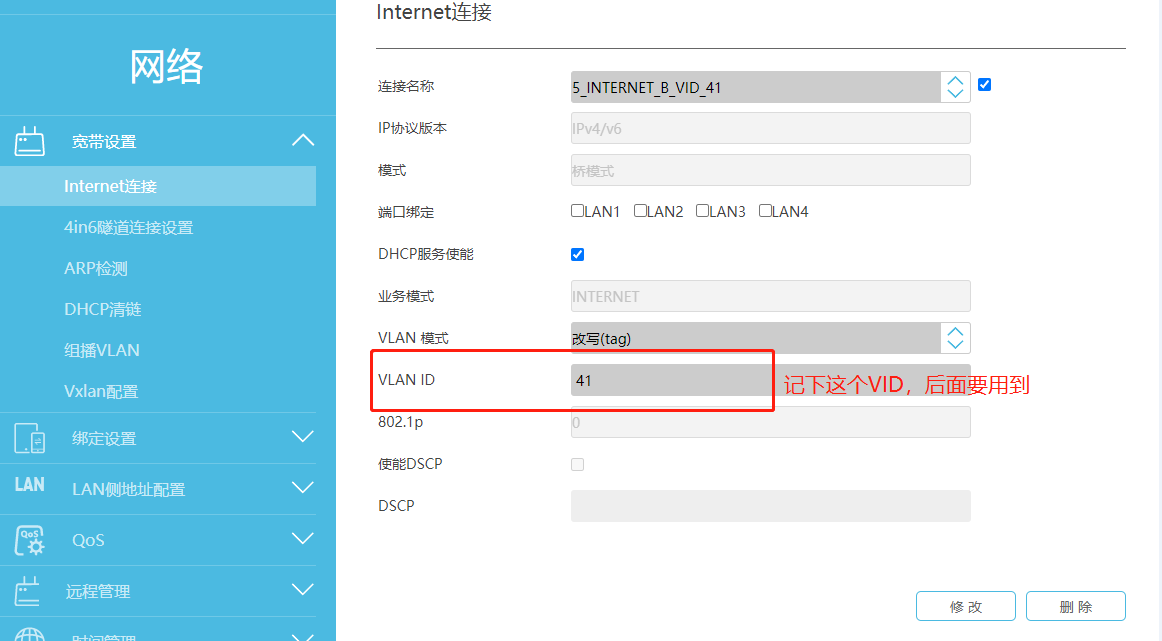 Internet连接
网络
宽带设置
Internet连接
4in6隧道连接设置
ARP检测
DHCP清链
组播VLAN
Vxlan配置
绑定设置
LAN
LAN侧地址配置
QoS
QoS
远程管理
时间管理
连接名称
5_INTERNET_B_VID_41
IP协议版本
IPv4/v6
模式
桥模式
端口绑定
LAN1 LAN2 LAN3 LAN4
DHCP服务使能
业务模式
INTERNET
VLAN 模式
改写(tag)
VLAN ID
41
记下这个VID，后面要用到
802.1p
0
使能DSCP
DSCP
修 改
删 除